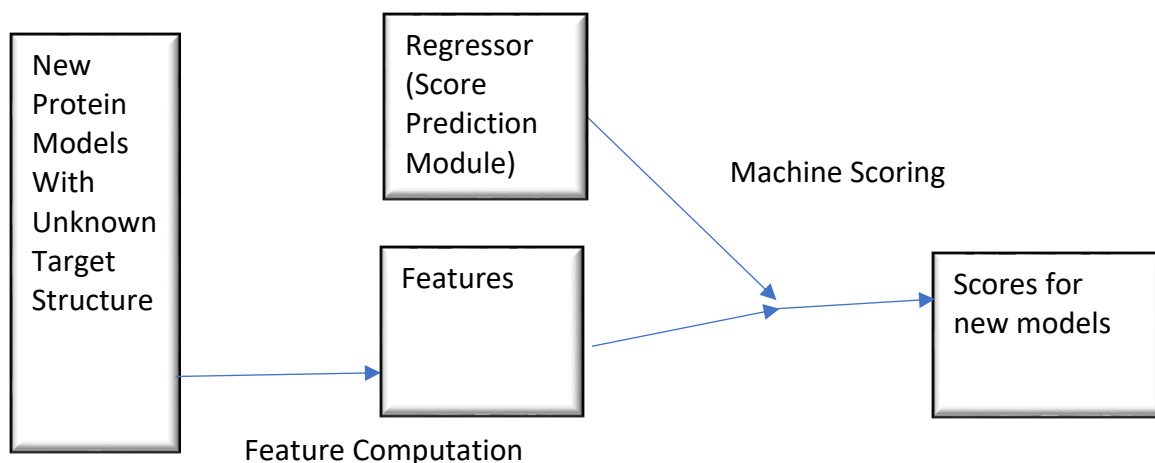 New
Protein
Models
With
Unknown
Target
Structure
Regressor
(Score
Prediction
Module)
Machine Scoring
Features
Scores for
new models
Feature Computation